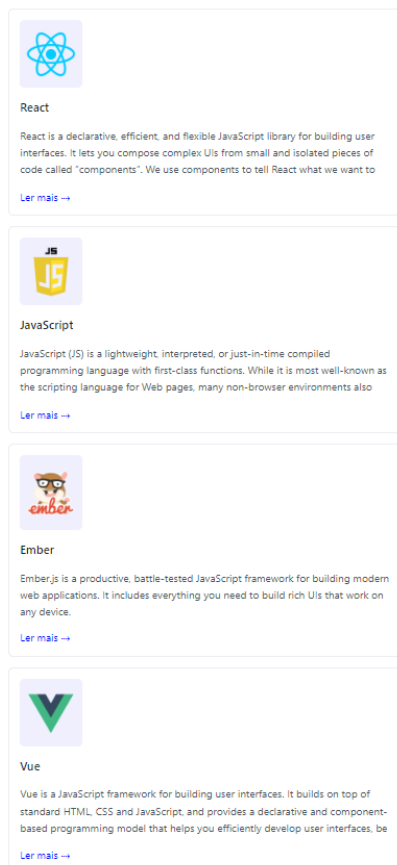 React
React is a declarative, efficient, and flexible JavaScript library for building user
interfaces. It lets you compose complex UIs from small and isolated pieces of
code called "components". We use components to tell React what we want to
Ler mais →
JS
JS
JavaScript
JavaScript (JS) is a lightweight, interpreted, or just-in-time compiled
programming language with first-class functions. While it is most well-known as
the scripting language for Web pages, many non-browser environments also
Ler mais →
ember
Ember
Ember.js is a productive, battle-tested JavaScript framework for building modern
web applications. It includes everything you need to build rich UIs that work on
any device.
Ler mais →
Vue
Vue is a JavaScript framework for building user interfaces. It builds on top of
standard HTML, CSS and JavaScript, and provides a declarative and component-
based programming model that helps you efficiently develop user interfaces, be
Ler mais →